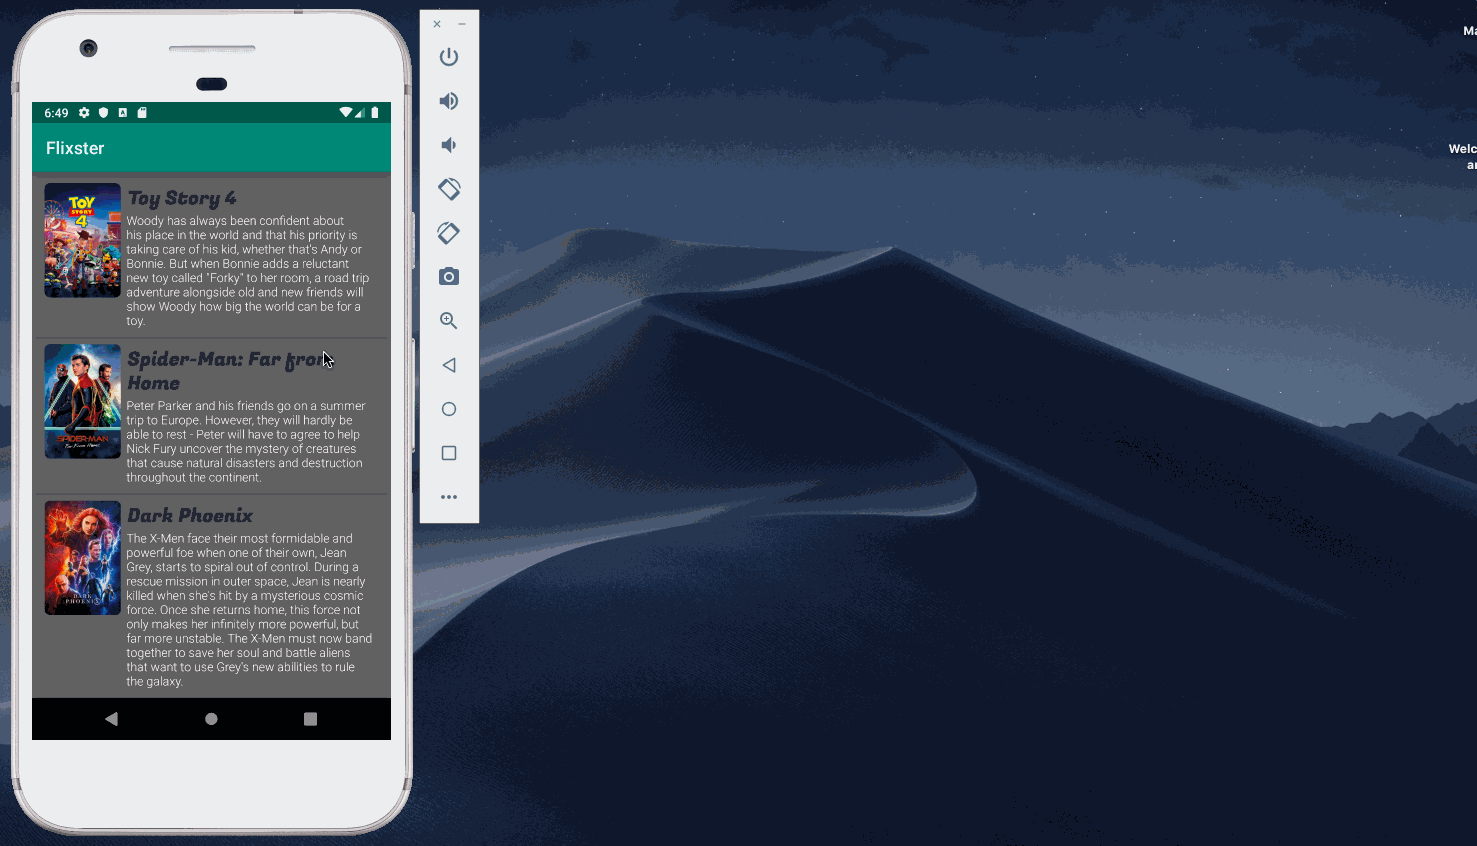 6:49
Flixster
TOY
STORY
4
Toy Story 4
Woody has always been confident about
his place in the world and that his priority is
taking care of his kid, whether that's Andy or
Bonnie. But when Bonnie adds a reluctant
new toy called "Forky" to her room, a road trip
adventure alongside old and new friends will
show Woody how big the world can be for a
toy.
SPIDER-MAN
Spider-Man: Far from
Home
Peter Parker and his friends go on a summer
trip to Europe. However, they will hardly be
able to rest - Peter will have to agree to help
Nick Fury uncover the mystery of creatures
that cause natural disasters and destruction
throughout the continent.
DARK
PHOENIX
Dark Phoenix
The X-Men face their most formidable and
powerful foe when one of their own, Jean
Grey, starts to spiral out of control. During a
rescue mission in outer space, Jean is nearly
killed when she's hit by a mysterious cosmic
force. Once she returns home, this force not
only makes her infinitely more powerful, but
far more unstable. The X-Men must now band
together to save her soul and battle aliens
that want to use Grey's new abilities to rule
the galaxy.
Ma
Welc
a